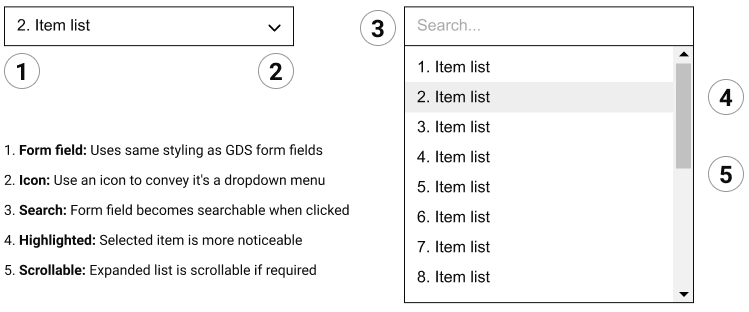 2. Item list
1
2
1. Form field: Uses same styling as GDS form fields
2. Icon: Use an icon to convey it's a dropdown menu
3. Search: Form field becomes searchable when clicked
4. Highlighted: Selected item is more noticeable
5. Scrollable: Expanded list is scrollable if required
3
Search...
1. Item list
2. Item list
3. Item list
4. Item list
5. Item list
6. Item list
7. Item list
8. Item list
4
5